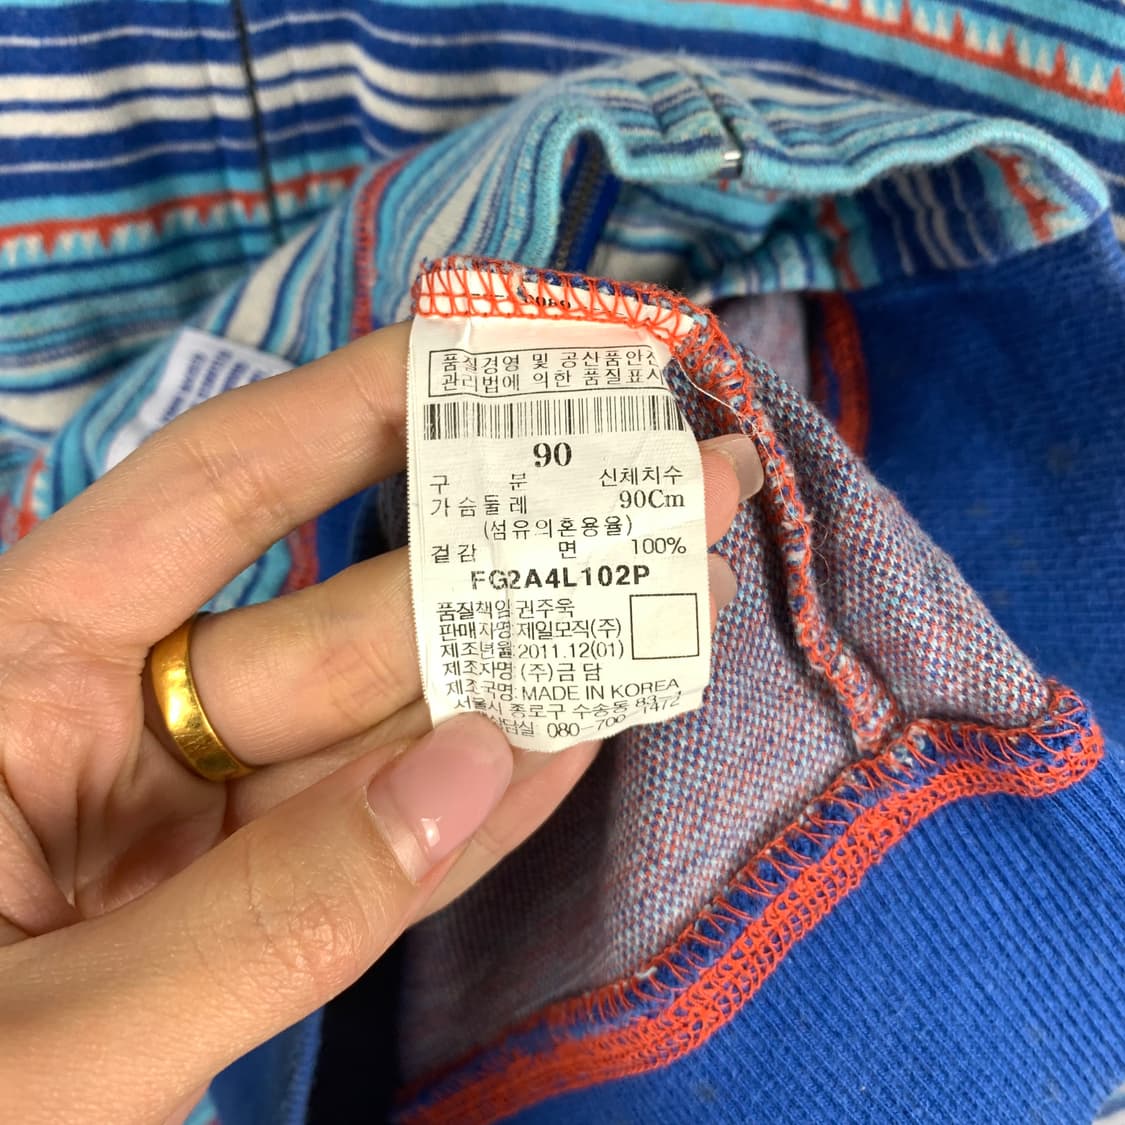 품질경영 및 공산품안전
관리법에 의한 품질표시
90
구 분 신체치수
가슴둘레 90Cm
(섬유의혼용율)
겉감 면 100%
FG2A4L102P
품질책임:권주욱
판매자명:제일모직(주)
제조년월:2011.12(01)
제조자명:(주)금담
제조국명:MADE IN KOREA
서울시 종로구 수송동
080-700-7472